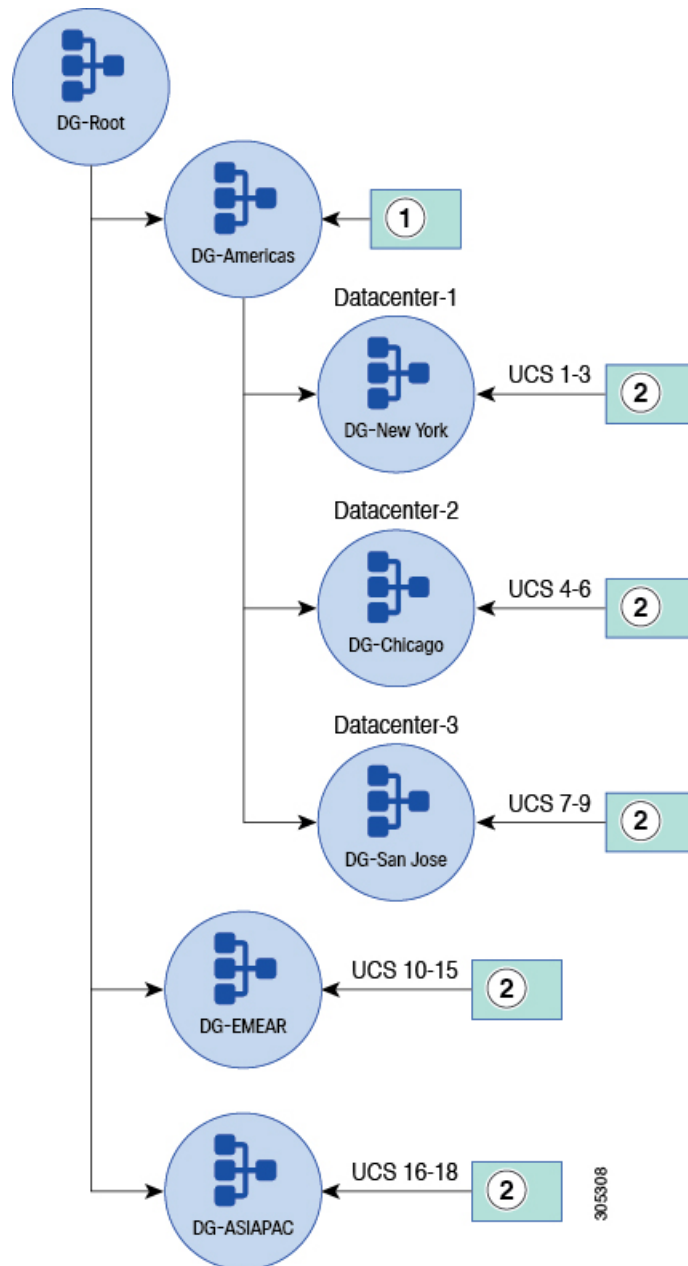 DG-Root
DG-Americas
1
Datacenter-1
DG-New York
UCS 1-3
2
Datacenter-2
DG-Chicago
UCS 4-6
2
Datacenter-3
DG-San Jose
UCS 7-9
2
DG-EMEAR
UCS 10-15
2
DG-ASIAPAC
UCS 16-18
2
305308